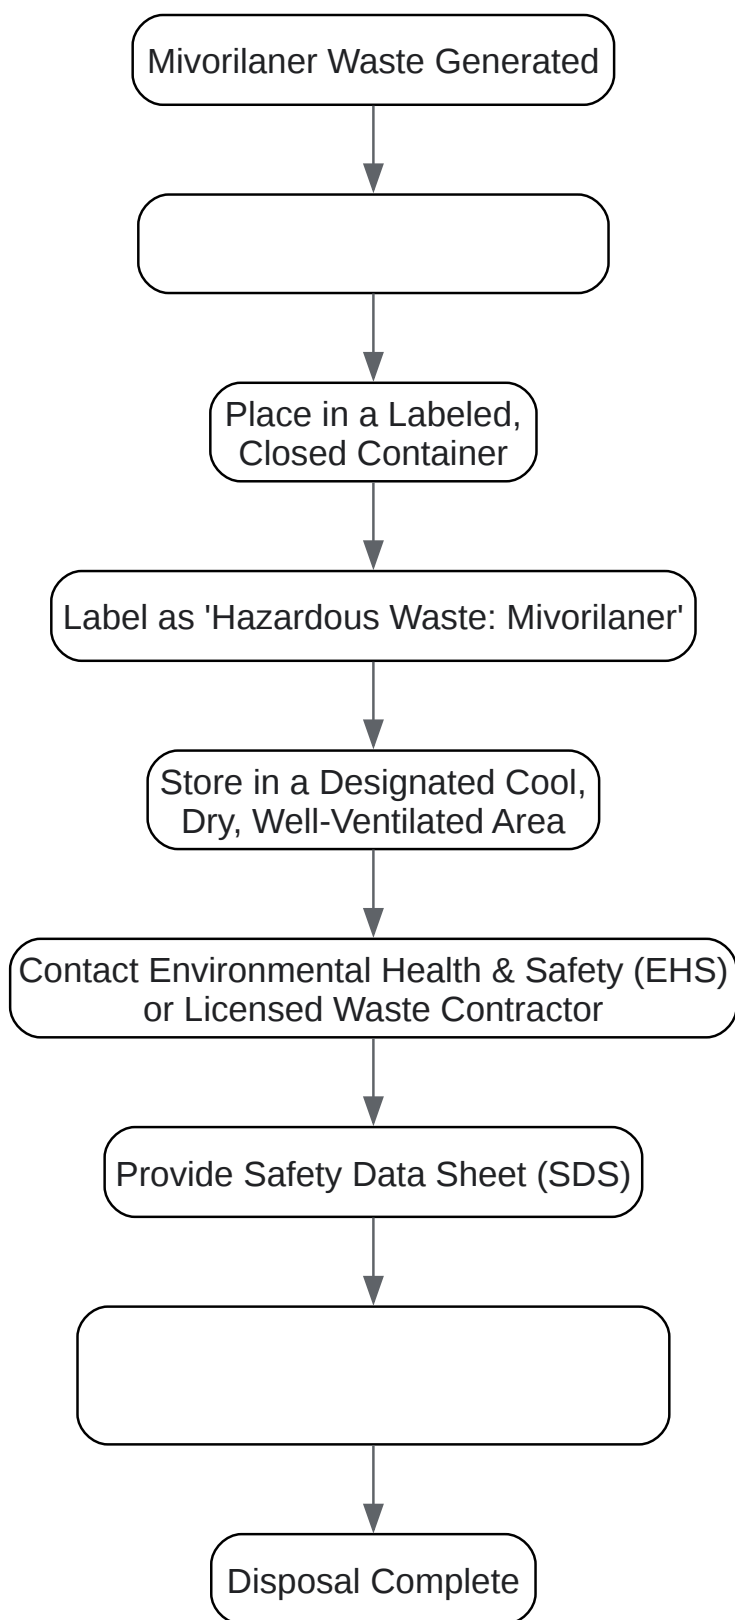 Mivorilaner Waste Generated
Place in a Labeled,
Closed Container
Label as 'Hazardous Waste: Mivorilaner'
Store in a Designated Cool,
Dry, Well-Ventilated Area
Contact Environmental Health & Safety (EHS)
or Licensed Waste Contractor
Provide Safety Data Sheet (SDS)
Disposal Complete